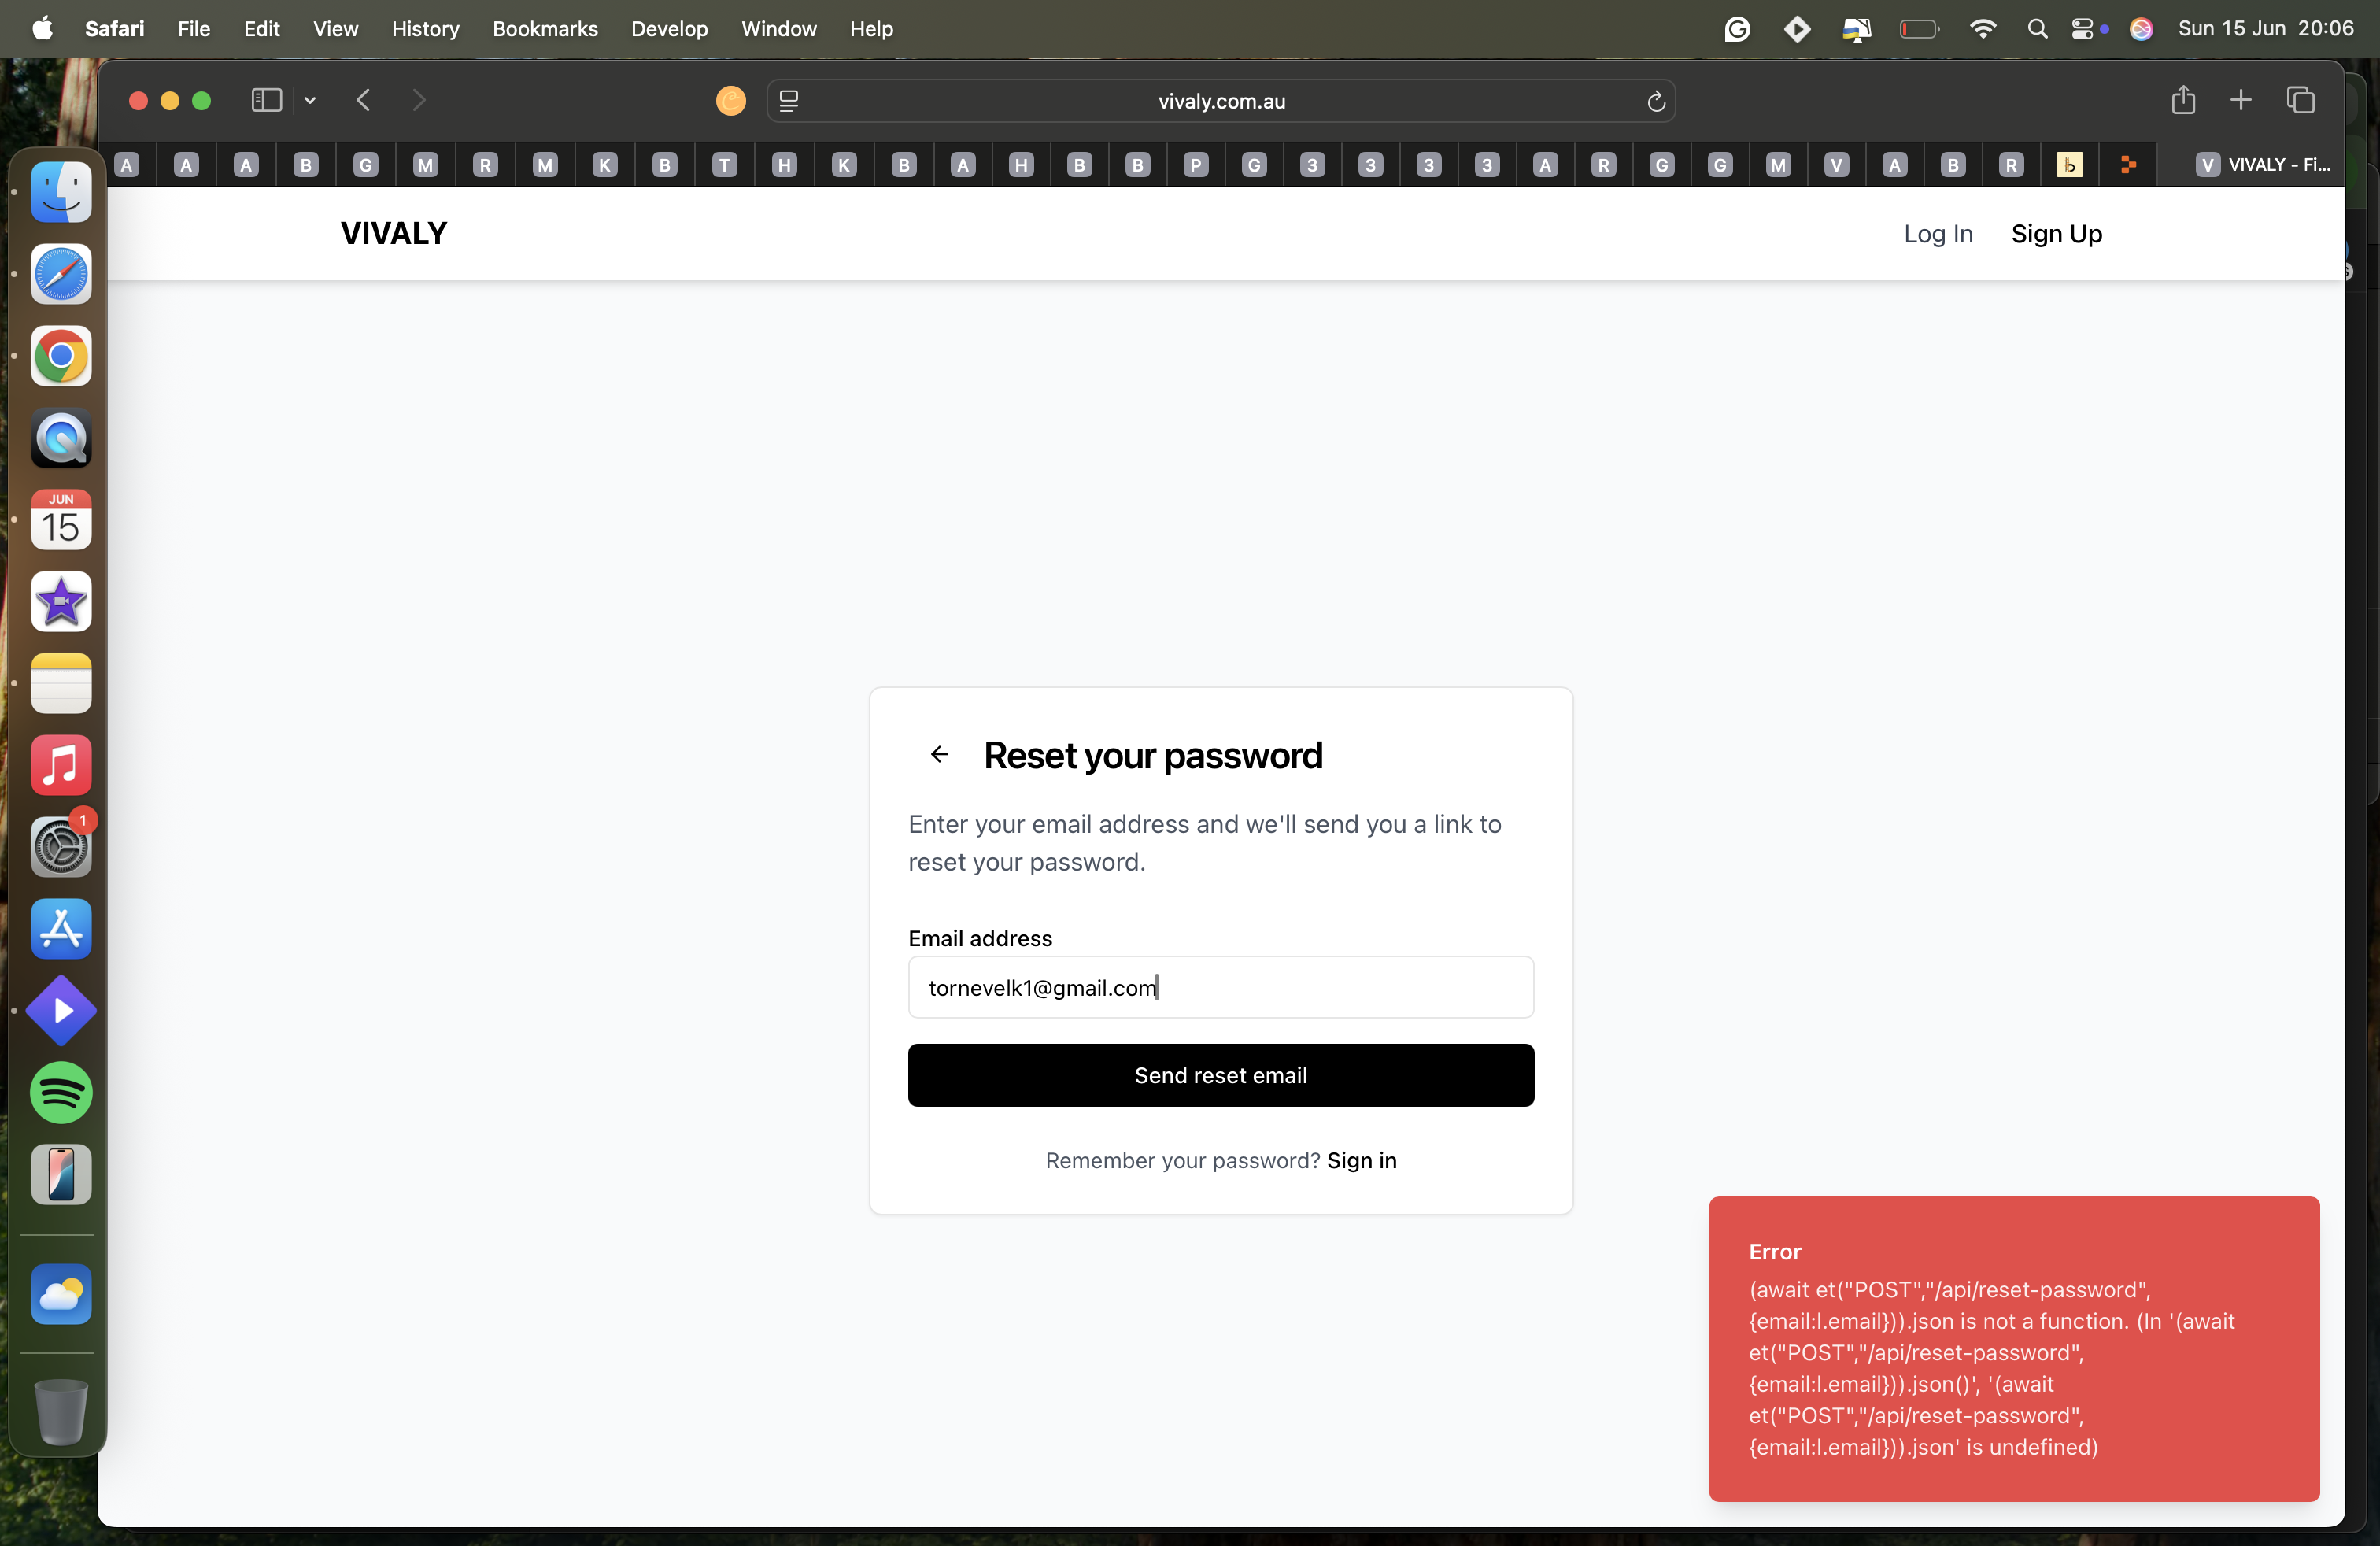 Safari File Edit View History Bookmarks Develop Window Help Sun 15 Jun 20:06
vivaly.com.au
A A A B G M R M K B T H K B A H B B P G 3 3 3 3 A R G G M V A B R b V VIVALY - Fi...
VIVALY Log In Sign Up
JUN
15
1
Reset your password
Enter your email address and we'll send you a link to
reset your password.
Email address
tornevelk1@gmail.com
Send reset email
Remember your password? Sign in
Error
(await et("POST","/api/reset-password",
{email:l.email})).json is not a function. (In '(await
et("POST","/api/reset-password",
{email:l.email})).json()', '(await
et("POST","/api/reset-password",
{email:l.email})).json' is undefined)